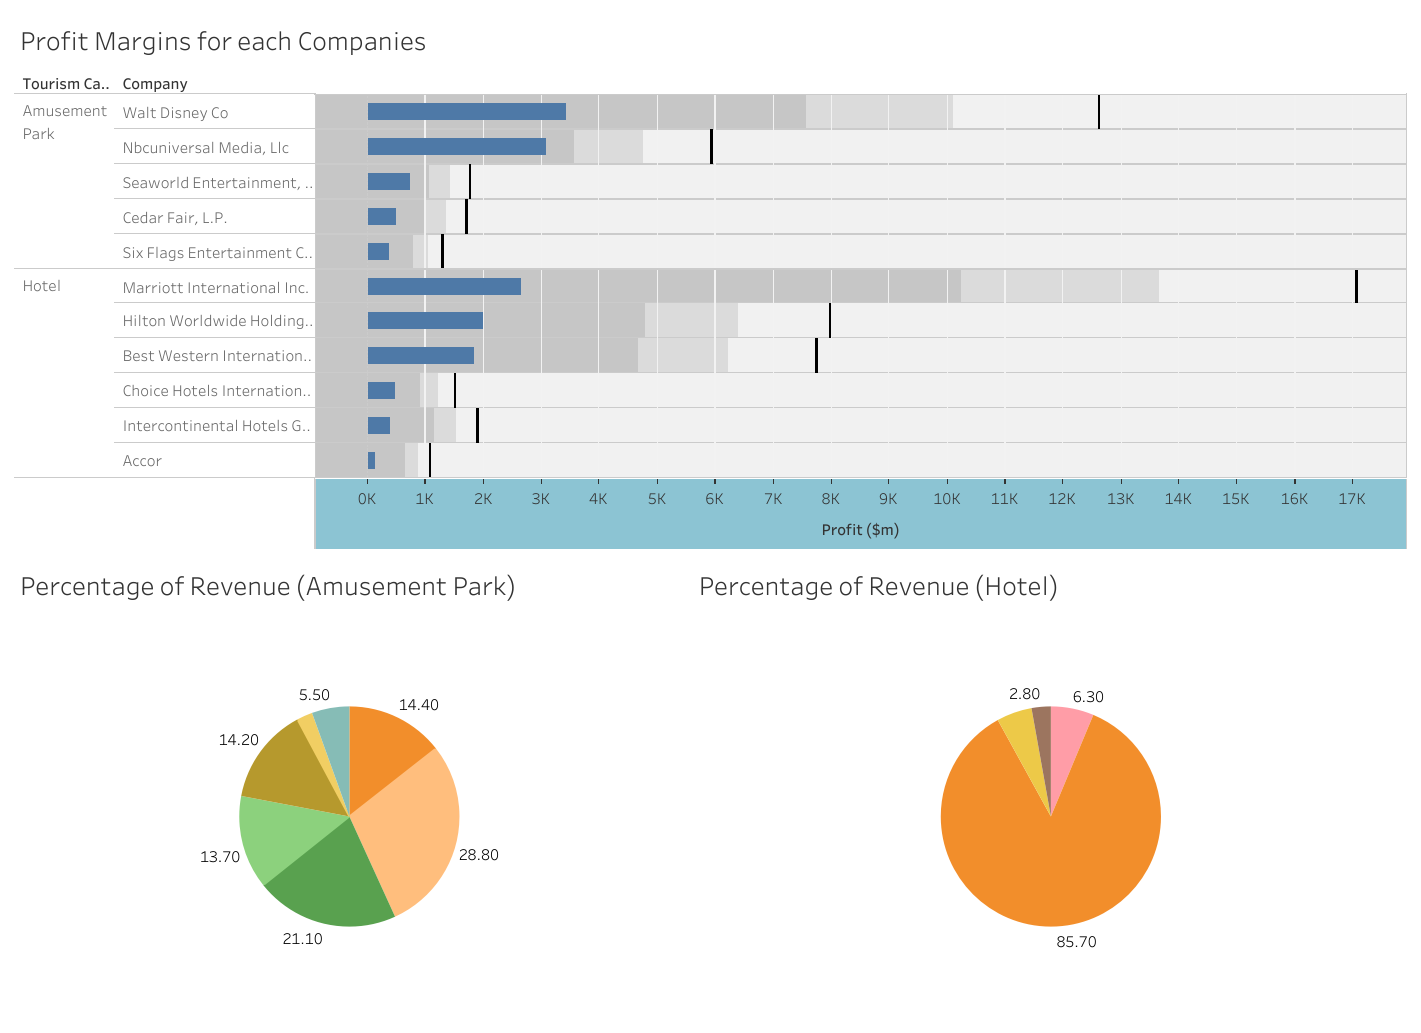 Profit Margins for each Companies
Tourism Ca.. Company
Amusement Park
Walt Disney Co
Nbcuniversal Media, Llc
Seaworld Entertainment, ..
Cedar Fair, L.P.
Six Flags Entertainment C..
Hotel
Marriott International Inc.
Hilton Worldwide Holding..
Best Western Internation..
Choice Hotels Internation..
Intercontinental Hotels G..
Accor
0K 1K 2K 3K 4K 5K 6K 7K 8K 9K 10K 11K 12K 13K 14K 15K 16K 17K
Profit ($m)
Percentage of Revenue (Amusement Park)
5.50
14.40
14.20
28.80
13.70
21.10
Percentage of Revenue (Hotel)
2.80
6.30
85.70